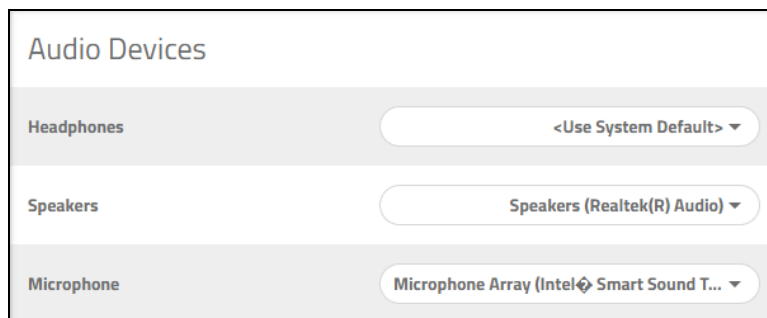 Audio Devices
Headphones <Use System Default>
Speakers Speakers (Realtek(R) Audio)
Microphone Microphone Array (Intel� Smart Sound T...